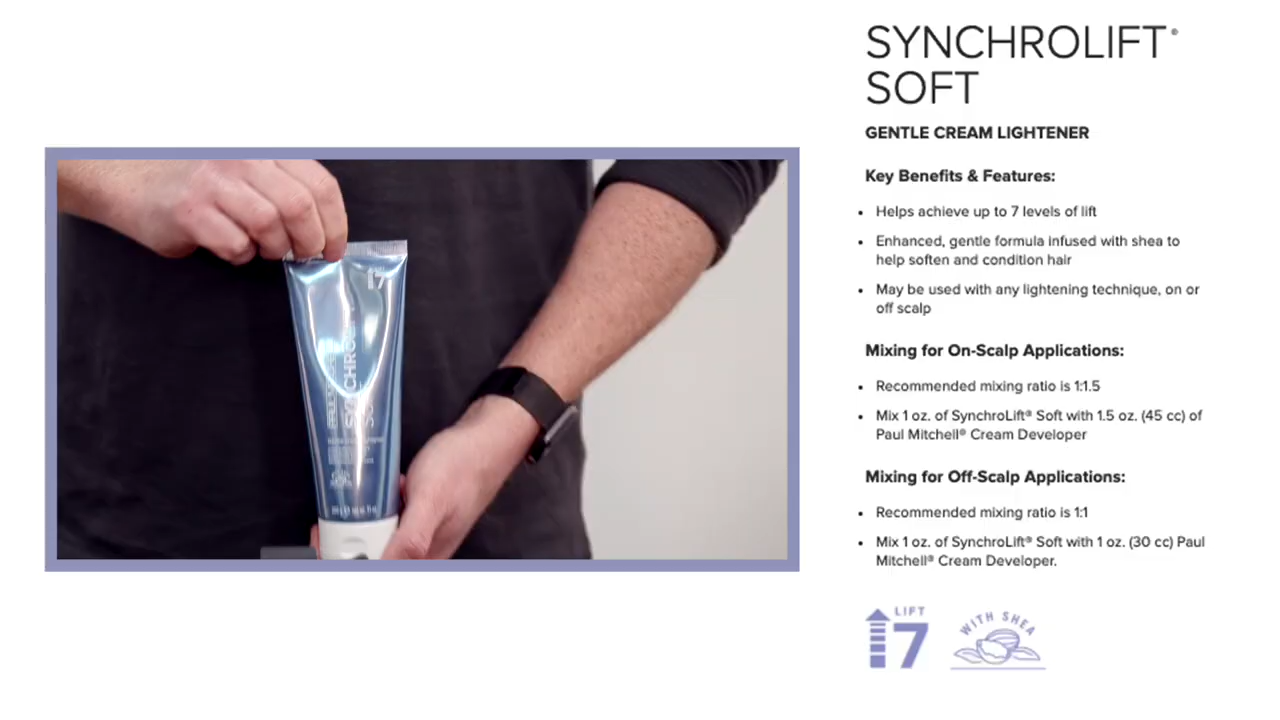 SYNCHROLIFT®
SOFT
GENTLE CREAM LIGHTENER
Key Benefits & Features:
• Helps achieve up to 7 levels of lift
• Enhanced, gentle formula infused with shea to
help soften and condition hair
• May be used with any lightening technique, on or
off scalp
Mixing for On-Scalp Applications:
• Recommended mixing ratio is 1:1.5
• Mix 1 oz. of SynchroLift® Soft with 1.5 oz. (45 cc) of
Paul Mitchell® Cream Developer
Mixing for Off-Scalp Applications:
• Recommended mixing ratio is 1:1
• Mix 1 oz. of SynchroLift® Soft with 1 oz. (30 cc) Paul
Mitchell® Cream Developer.
LIFT
7
WITH SHEA
7